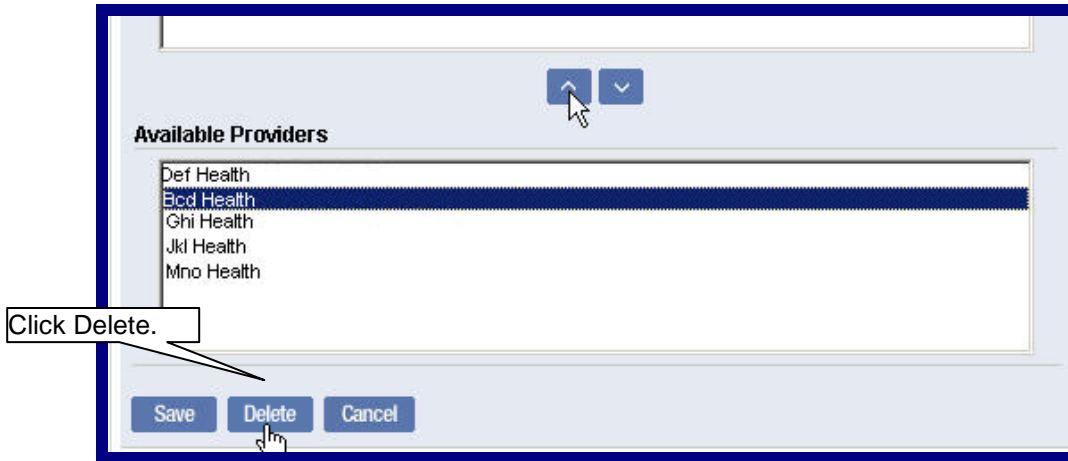 Available Providers
Def Health
Bcd Health
Ghi Health
Jkl Health
Mno Health
Click Delete.
Save Delete Cancel